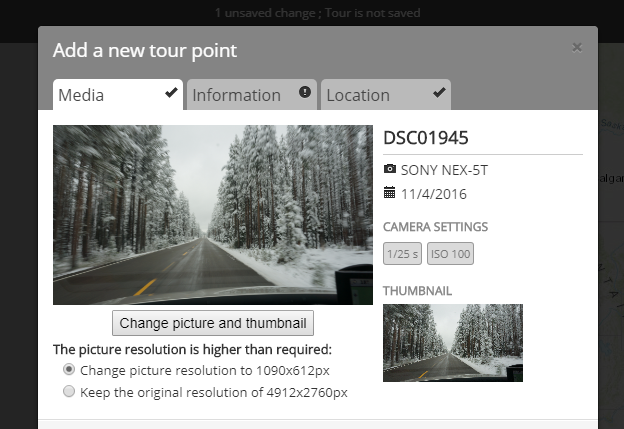 1 unsaved change ; Tour is not saved
Add a new tour point
×
Media
Information
Location
DSC01945
SONY NEX-5T
11/4/2016
CAMERA SETTINGS
1/25 s
ISO 100
THUMBNAIL
Change picture and thumbnail
The picture resolution is higher than required:
Change picture resolution to 1090x612px
Keep the original resolution of 4912x2760px